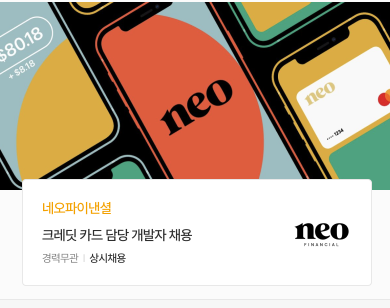 $80.18
+ $8.18
neo
neo
1234
네오파이낸셜
크레딧 카드 담당 개발자 채용
경력무관 | 상시채용
neo
FINANCIAL